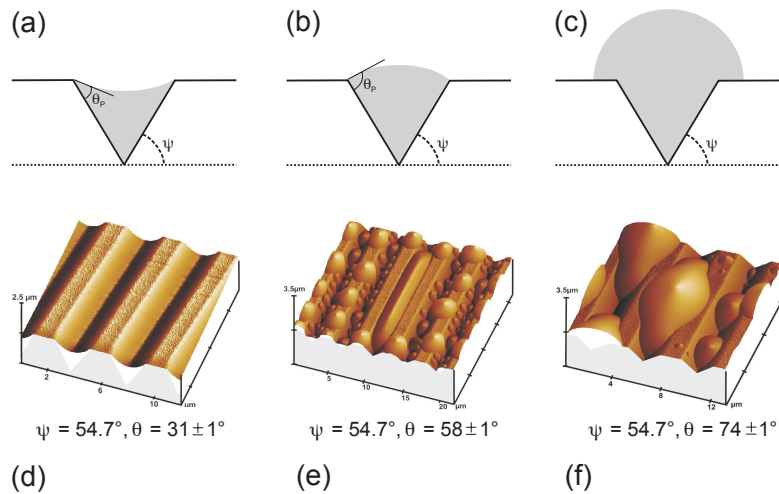 (a)
(b)
(c)
θP
ψ
θP
ψ
ψ
2.5 μm
2
6
10
um
3.5μm
5
10
15
20
μm
3.5μm
4
8
12
μm
ψ = 54.7°, θ = 31±1°
ψ = 54.7°, θ = 58±1°
ψ = 54.7°, θ = 74±1°
(d)
(e)
(f)